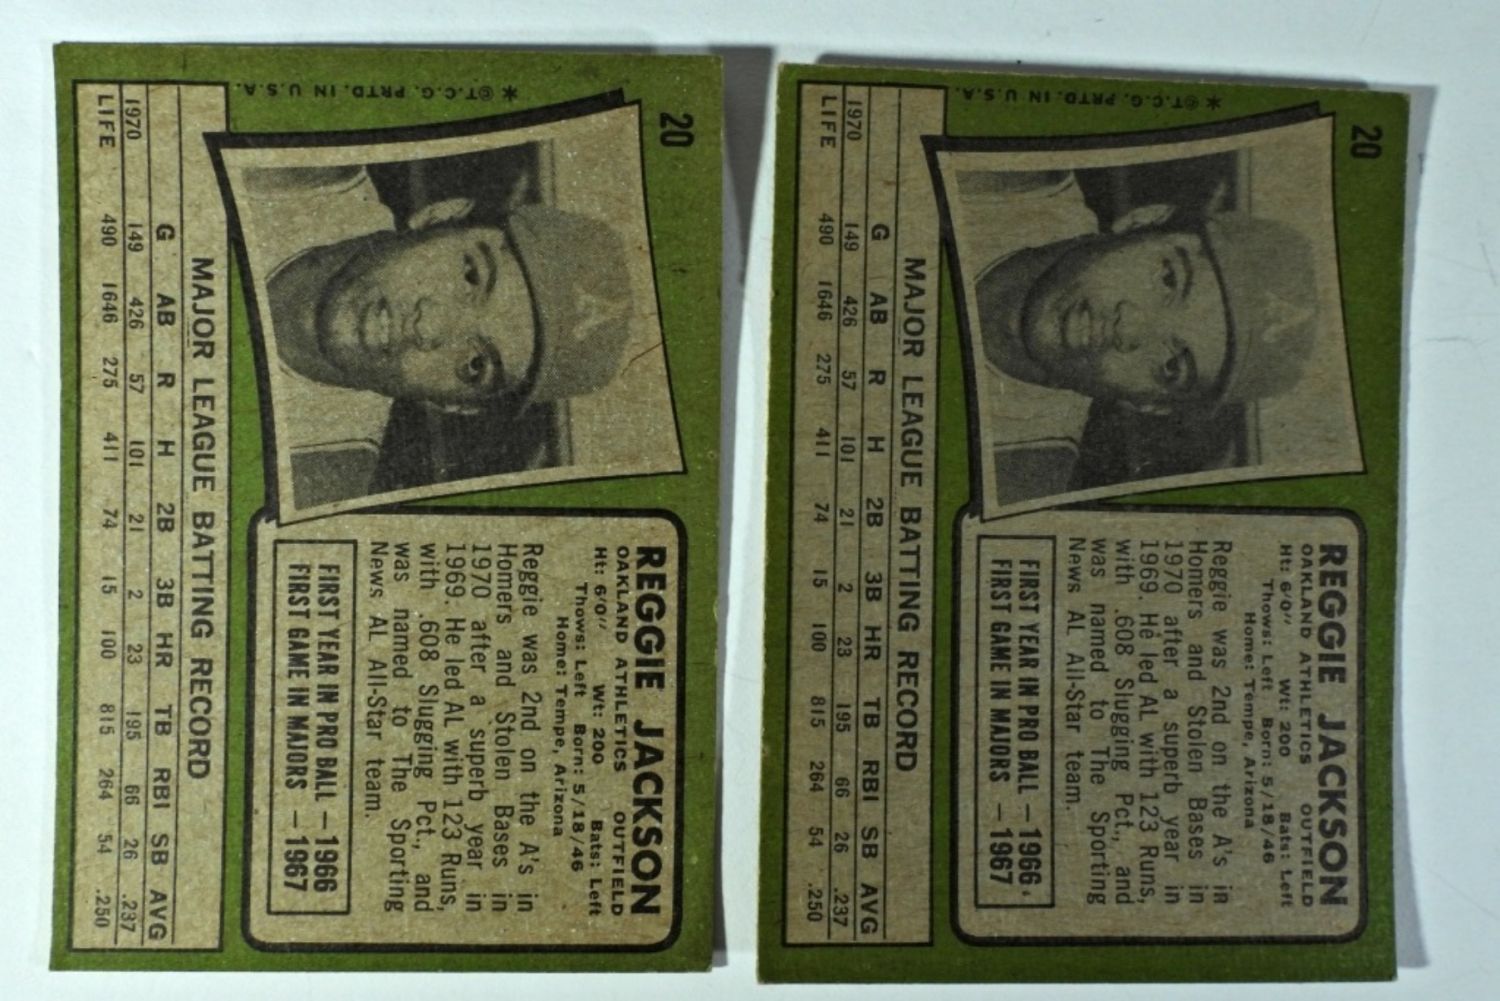 20
REGGIE JACKSON
OAKLAND ATHLETICS OUTFIELD
Ht: 6/0" Wt: 200 Bats: Left
Thows: Left Born: 5/18/46
Home: Tempe, Arizona
Reggie was 2nd on the A's in
Homers and Stolen Bases in
1970 after a superb year in
1969. He led AL with 123 Runs,
with .608 Slugging Pct., and
was named to The Sporting
News AL All-Star team.
FIRST YEAR IN PRO BALL — 1966
FIRST GAME IN MAJORS — 1967
MAJOR LEAGUE BATTING RECORD
G AB R H 2B 3B HR TB RBI SB AVG
1970 149 426 57 101 21 2 23 195 66 26 .237
LIFE 490 1646 275 411 74 15 100 815 264 54 .250
*©T.C.G. PRTD. IN U.S.A.
20
REGGIE JACKSON
OAKLAND ATHLETICS OUTFIELD
Ht: 6/0" Wt: 200 Bats: Left
Thows: Left Born: 5/18/46
Home: Tempe, Arizona
Reggie was 2nd on the A's in
Homers and Stolen Bases in
1970 after a superb year in
1969. He led AL with 123 Runs,
with .608 Slugging Pct., and
was named to The Sporting
News AL All-Star team.
FIRST YEAR IN PRO BALL — 1966
FIRST GAME IN MAJORS — 1967
MAJOR LEAGUE BATTING RECORD
G AB R H 2B 3B HR TB RBI SB AVG
1970 149 426 57 101 21 2 23 195 66 26 .237
LIFE 490 1646 275 411 74 15 100 815 264 54 .250
*©T.C.G. PRTD. IN U.S.A.